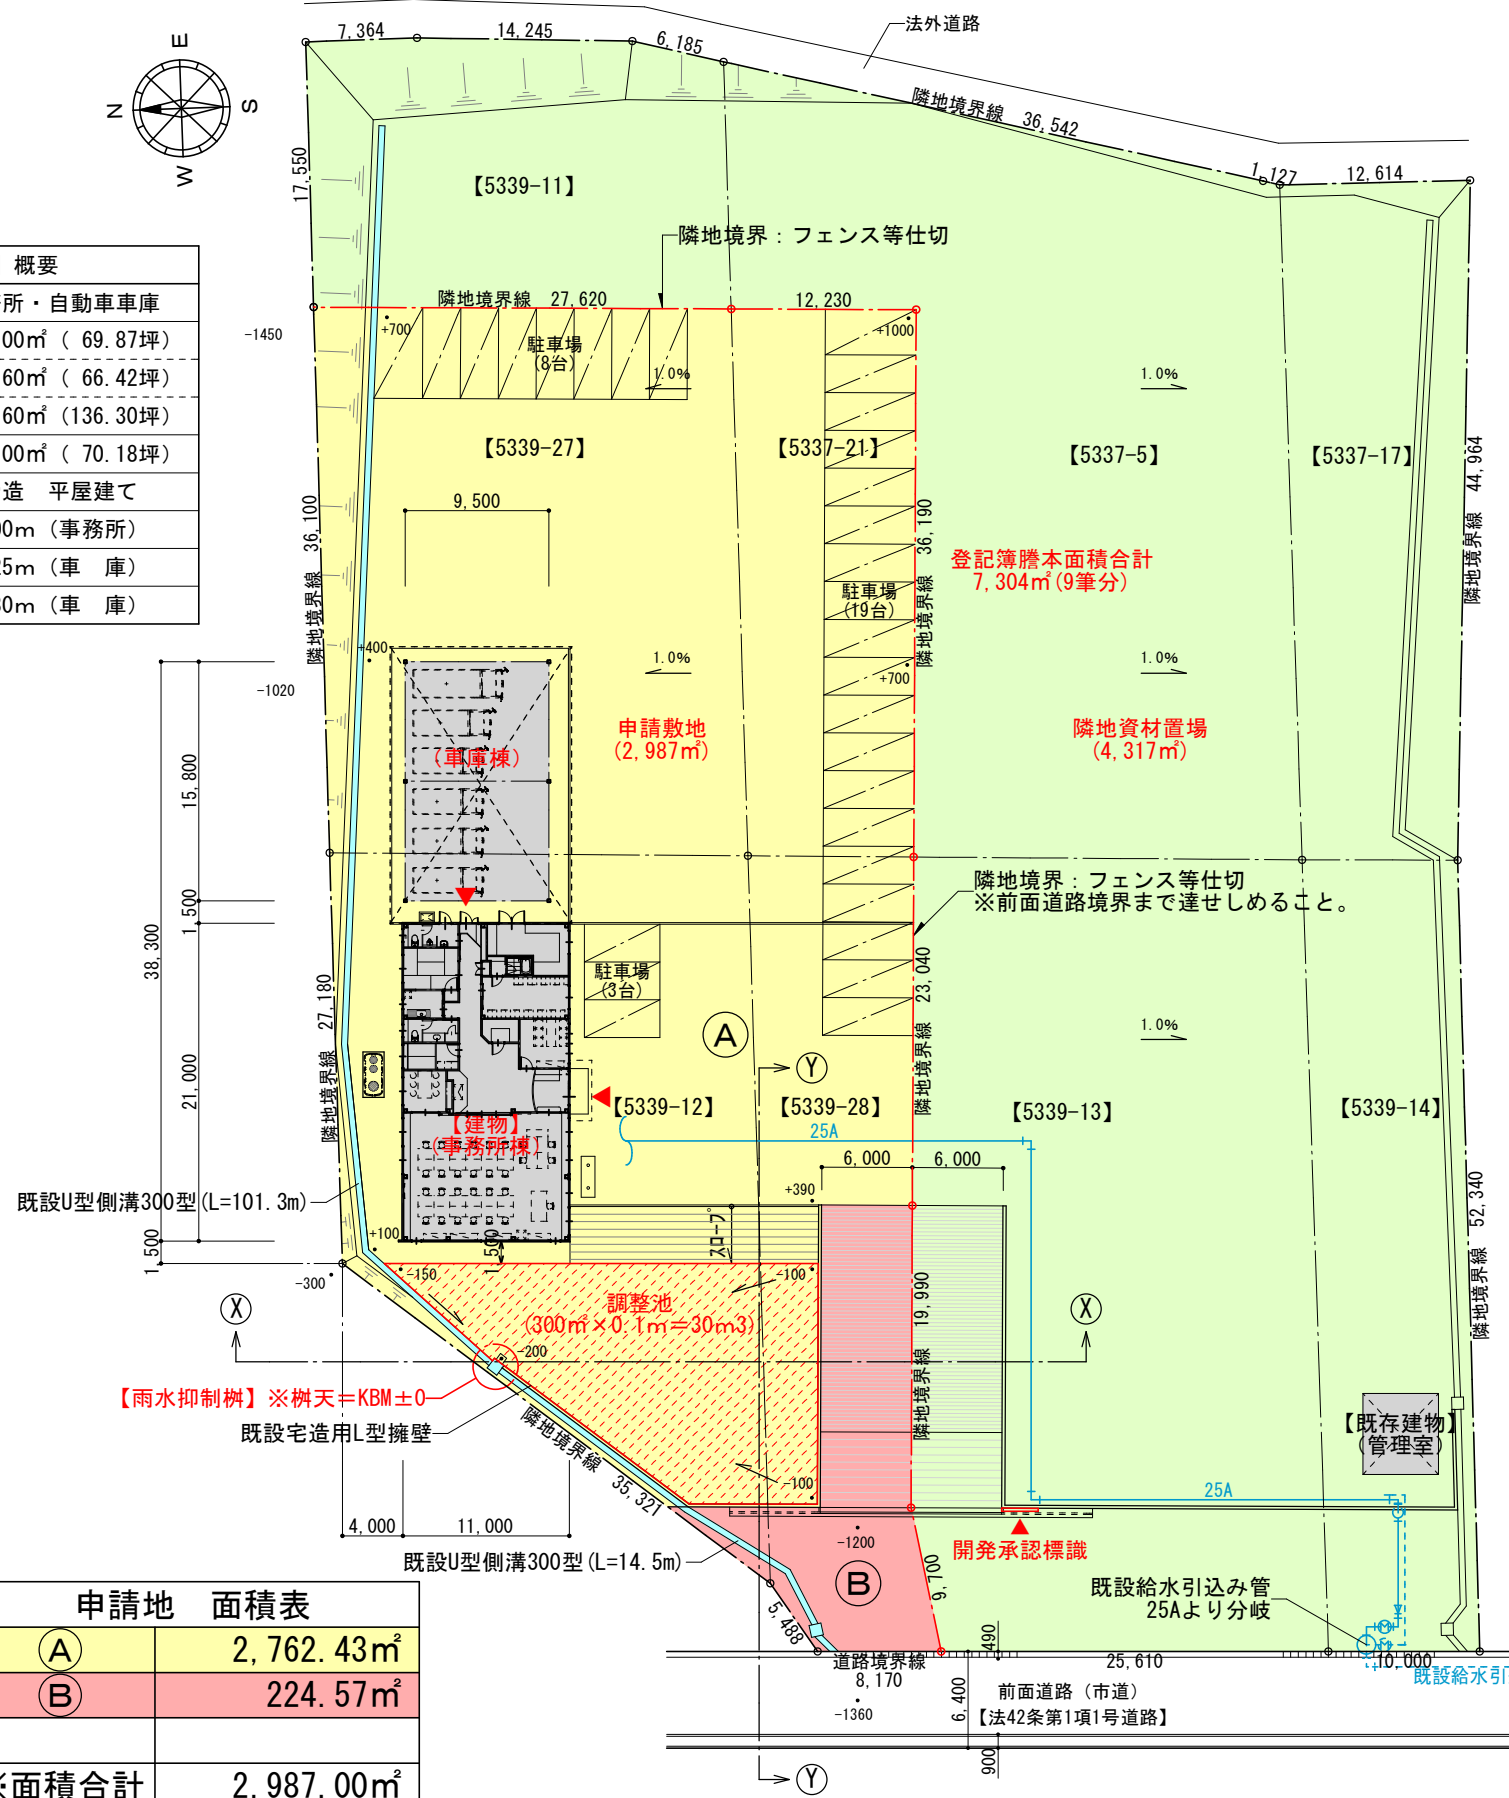 法外道路
7,364
14,245
6,185
隣地境界線 36,542
1,127
12,614
E
N
S
W
17,550
【5339-11】
隣地境界：フェンス等仕切
概要
所・自動車車庫
00㎡（ 69.87坪）
60㎡（ 66.42坪）
60㎡（136.30坪）
00㎡（ 70.18坪）
造 平屋建て
0m（事務所）
5m（車 庫）
0m（車 庫）
隣地境界線 27,620
12,230
-1450
+700
+1000
駐車場
(8台)
1.0%
1.0%
【5339-27】
【5337-21】
【5337-5】
【5337-17】
隣地境界線 44,964
隣地境界線 36,100
9,500
隣地境界線 36,190
登記簿謄本面積合計
7,304㎡(9筆分)
駐車場
(19台)
+400
1.0%
1.0%
+700
-1020
申請敷地
(2,987㎡)
隣地資材置場
(4,317㎡)
(車庫棟)
15,800
1,500
38,300
21,000
1,500
隣地境界：フェンス等仕切
※前面道路境界まで達せしめること。
駐車場
(3台)
隣地境界線 27,180
隣地境界線 23,040
A
1.0%
Y
【5339-12】
【5339-28】
【5339-13】
【5339-14】
25A
【建物】
(事務所棟)
6,000
6,000
+390
既設U型側溝300型(L=101.3m)
+100
1,500
スロープ
隣地境界線 52,340
-300
-150
-100
X
調整池
(300㎡×0.1m=30m3)
X
隣地境界線 19,990
-200
【雨水抑制桝】※桝天=KBM±0
既設宅造用L型擁壁
隣地境界線 35,321
【既存建物】
(管理室)
-100
25A
4,000
11,000
-1200
開発承認標識
既設U型側溝300型(L=14.5m)
B
9,700
既設給水引込み管
25Aより分岐
5,488
490
申請地 面積表
A 2,762.43㎡
B 224.57㎡
※面積合計 2,987.00㎡
道路境界線
8,170
25,610
10,000
既設給水引
-1360
6,400
前面道路（市道）
【法42条第1項1号道路】
900
Y